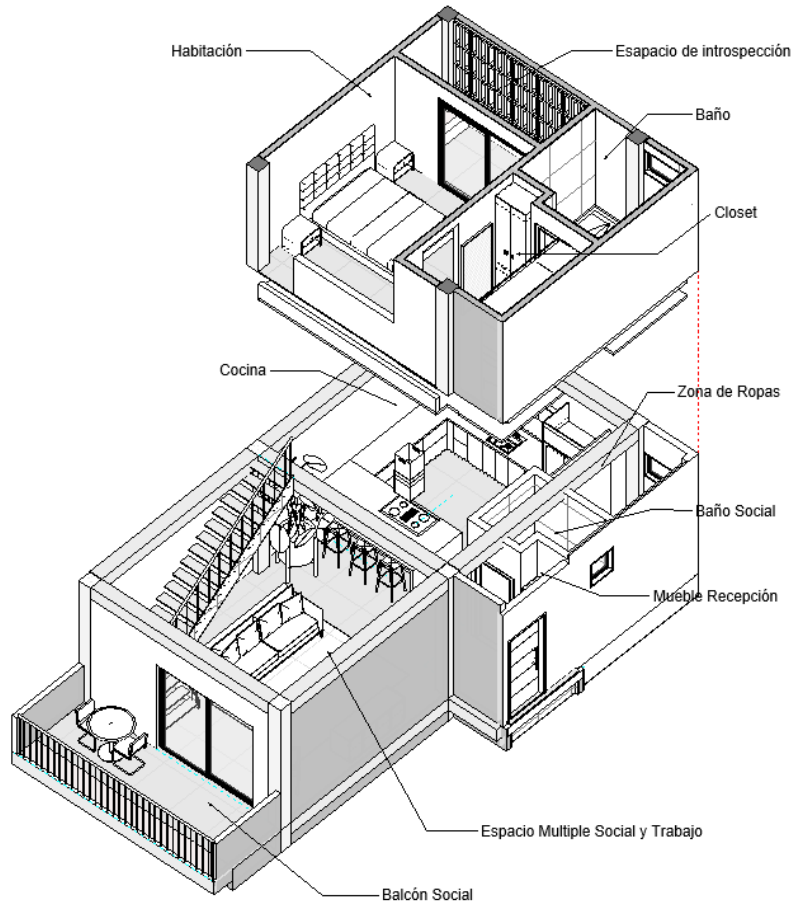 Habitación
Esapacio de introspección
Baño
Closet
Cocina
Zona de Ropas
Baño Social
Mueble Recepción
Espacio Multiple Social y Trabajo
Balcón Social